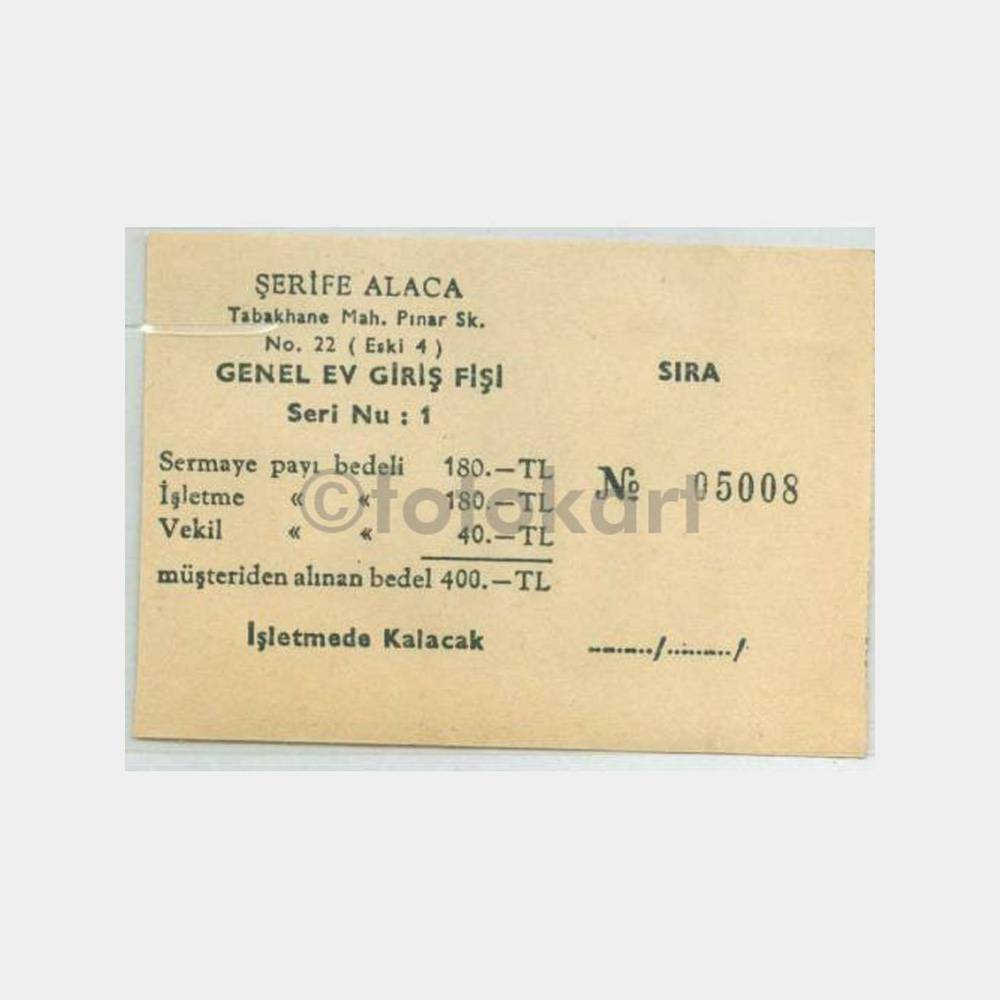 ŞERİFE ALACA
Tabakhane Mah. Pınar Sk.
No. 22 ( Eski 4 )
GENEL EV GİRİŞ FİŞİ
SIRA
Seri Nu : 1
Sermaye payı bedeli 180.—TL
№ 05008
İşletme « « 180.—TL
©fotokart
Vekil « « 40.—TL
müşteriden alınan bedel 400.—TL
İşletmede Kalacak
......../......../